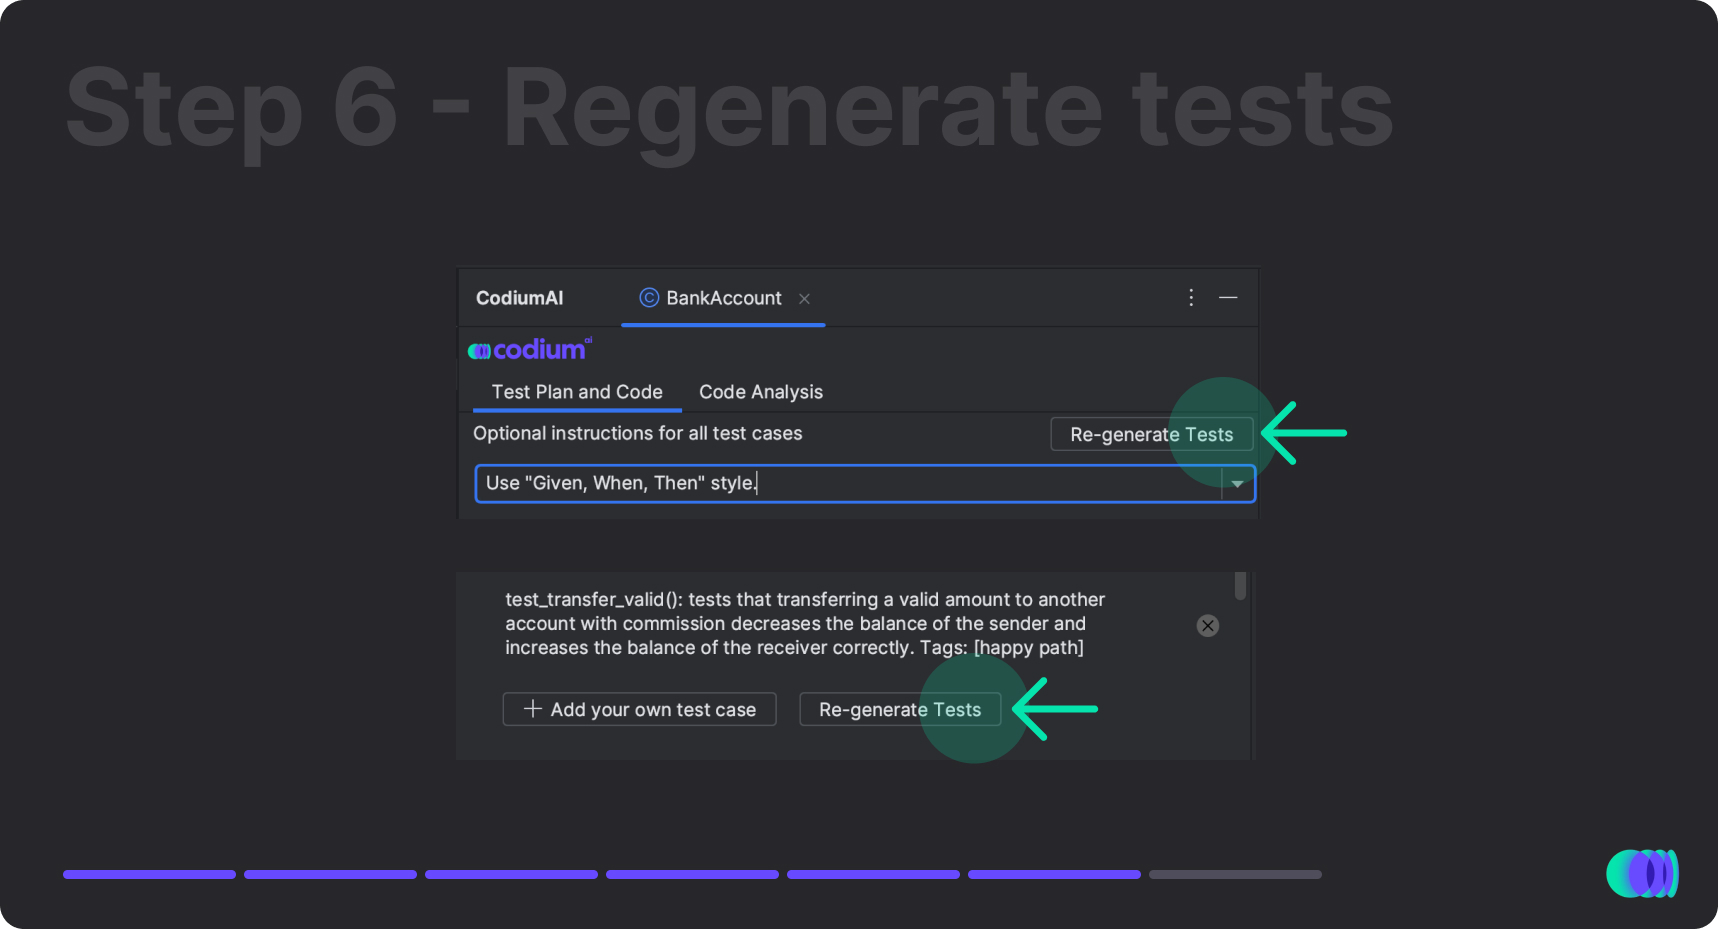 Step 6 - Regenerate tests
CodiumAI
BankAccount
codium ai
Test Plan and Code
Code Analysis
Optional instructions for all test cases
Re-generate Tests
Use "Given, When, Then" style.
test_transfer_valid(): tests that transferring a valid amount to another
account with commission decreases the balance of the sender and
increases the balance of the receiver correctly. Tags: [happy path]
Add your own test case
Re-generate Tests